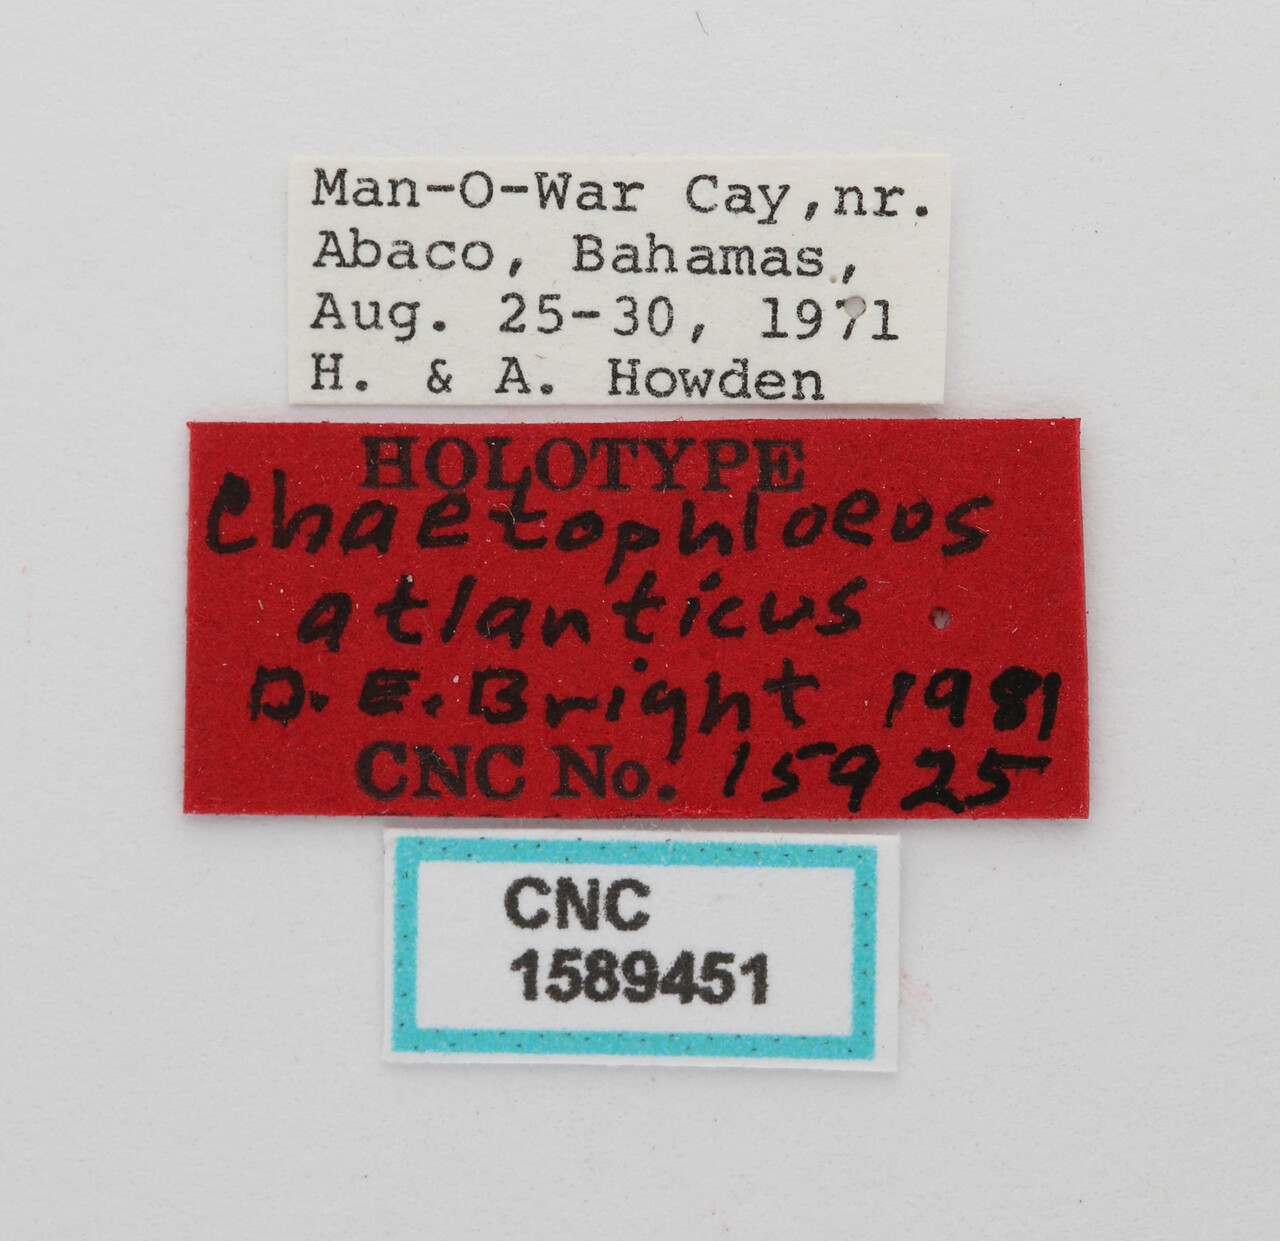 Man-O-War Cay,nr.
Abaco, Bahamas,
Aug. 25-30, 1971
H. & A. Howden
HOLOTYPE
Chaetophloeos
atlanticus
D.E. Bright 1981
CNC No. 15925
CNC
1589451